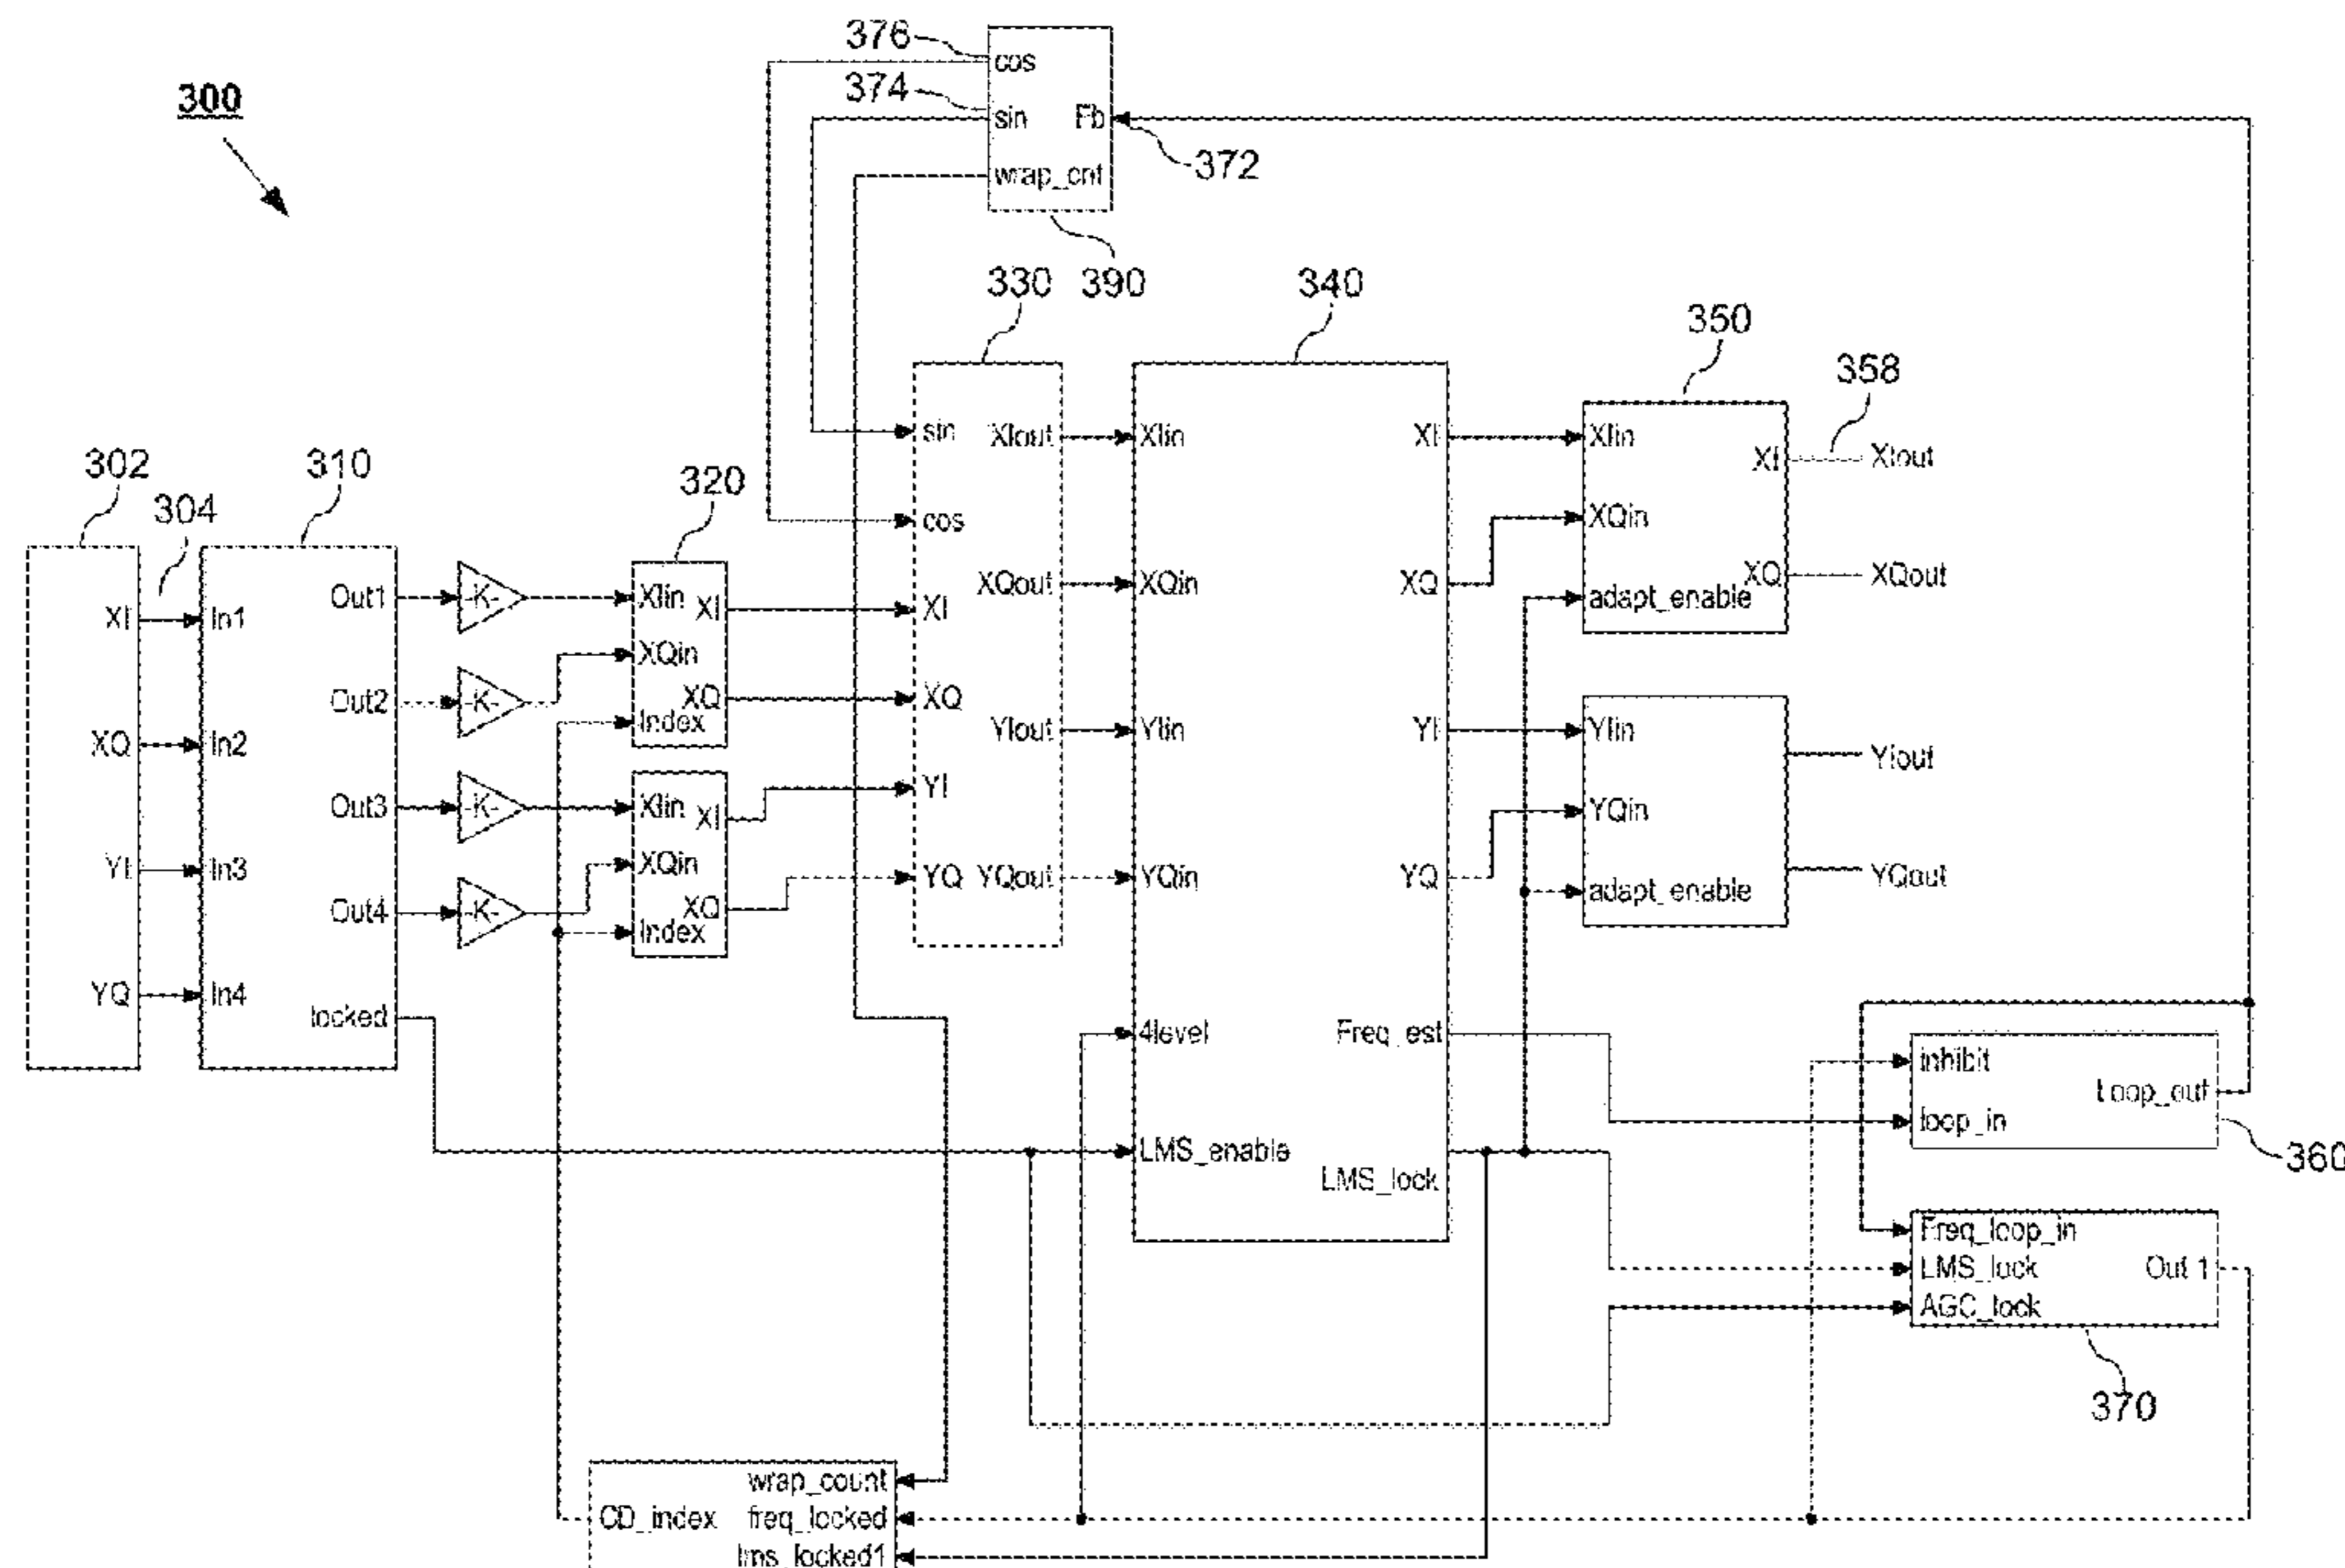 300
376
cos
374
sin
Fb
372
wrap_cnt
390
330
340
350
358
302
304
310
320
XI
XQ
YI
YQ
In1
In2
In3
In4
Out1
Out2
Out3
Out4
locked
-K-
-K-
-K-
-K-
XIin
XI
XQin
XQ
Index
XIin
XI
XQin
XQ
Index
sin
cos
XI
XQ
YI
YQ
XIout
XQout
YIout
YQout
XIin
XQin
YIin
YQin
4level
LMS_enable
XI
XQ
YI
YQ
Freq_est
LMS_lock
XIin
XQin
adapt_enable
XI
XQ
XIout
XQout
YIin
YQin
adapt_enable
YIout
YQout
inhibit
Loop_out
loop_in
360
Freq_loop_in
LMS_lock
Out 1
AGC_lock
370
wrap_count
CD_index
freq_locked
lms_locked1